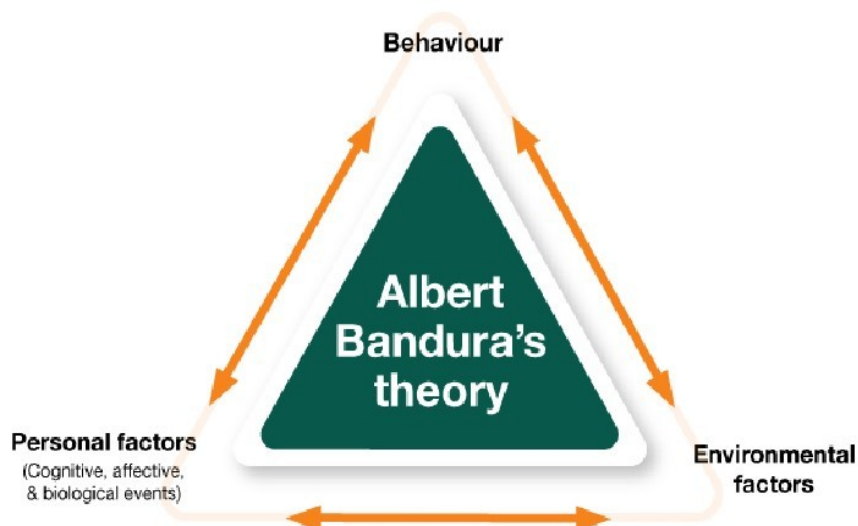 Behaviour
Albert
Bandura's
theory
Personal factors
(Cognitive, affective,
& biological events)
Environmental
factors